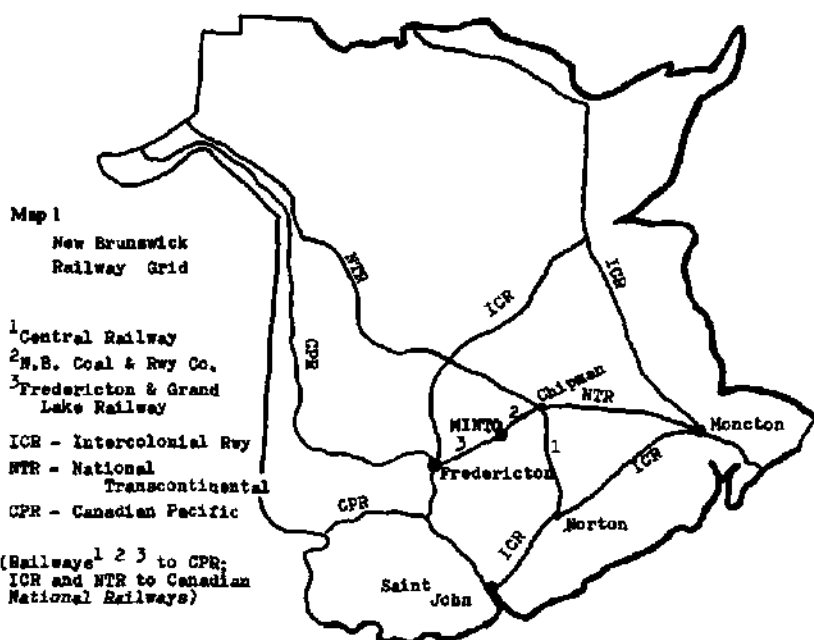 Map 1
New Brunswick
Railway Grid
1Central Railway
2N.B. Coal & Rwy Co.
3Fredericton & Grand
Lake Railway
ICR - Intercolonial Rwy
NTR - National
Transcontinental
CPR - Canadian Pacific
(Railways 1 2 3 to CPR;
ICR and NTR to Canadian
National Railways)
NTR
ICR
ICR
CPR
Chipman
NTR
2
MINTO
Moncton
3
1
Fredericton
ICR
CPR
Norton
ICR
Saint
John